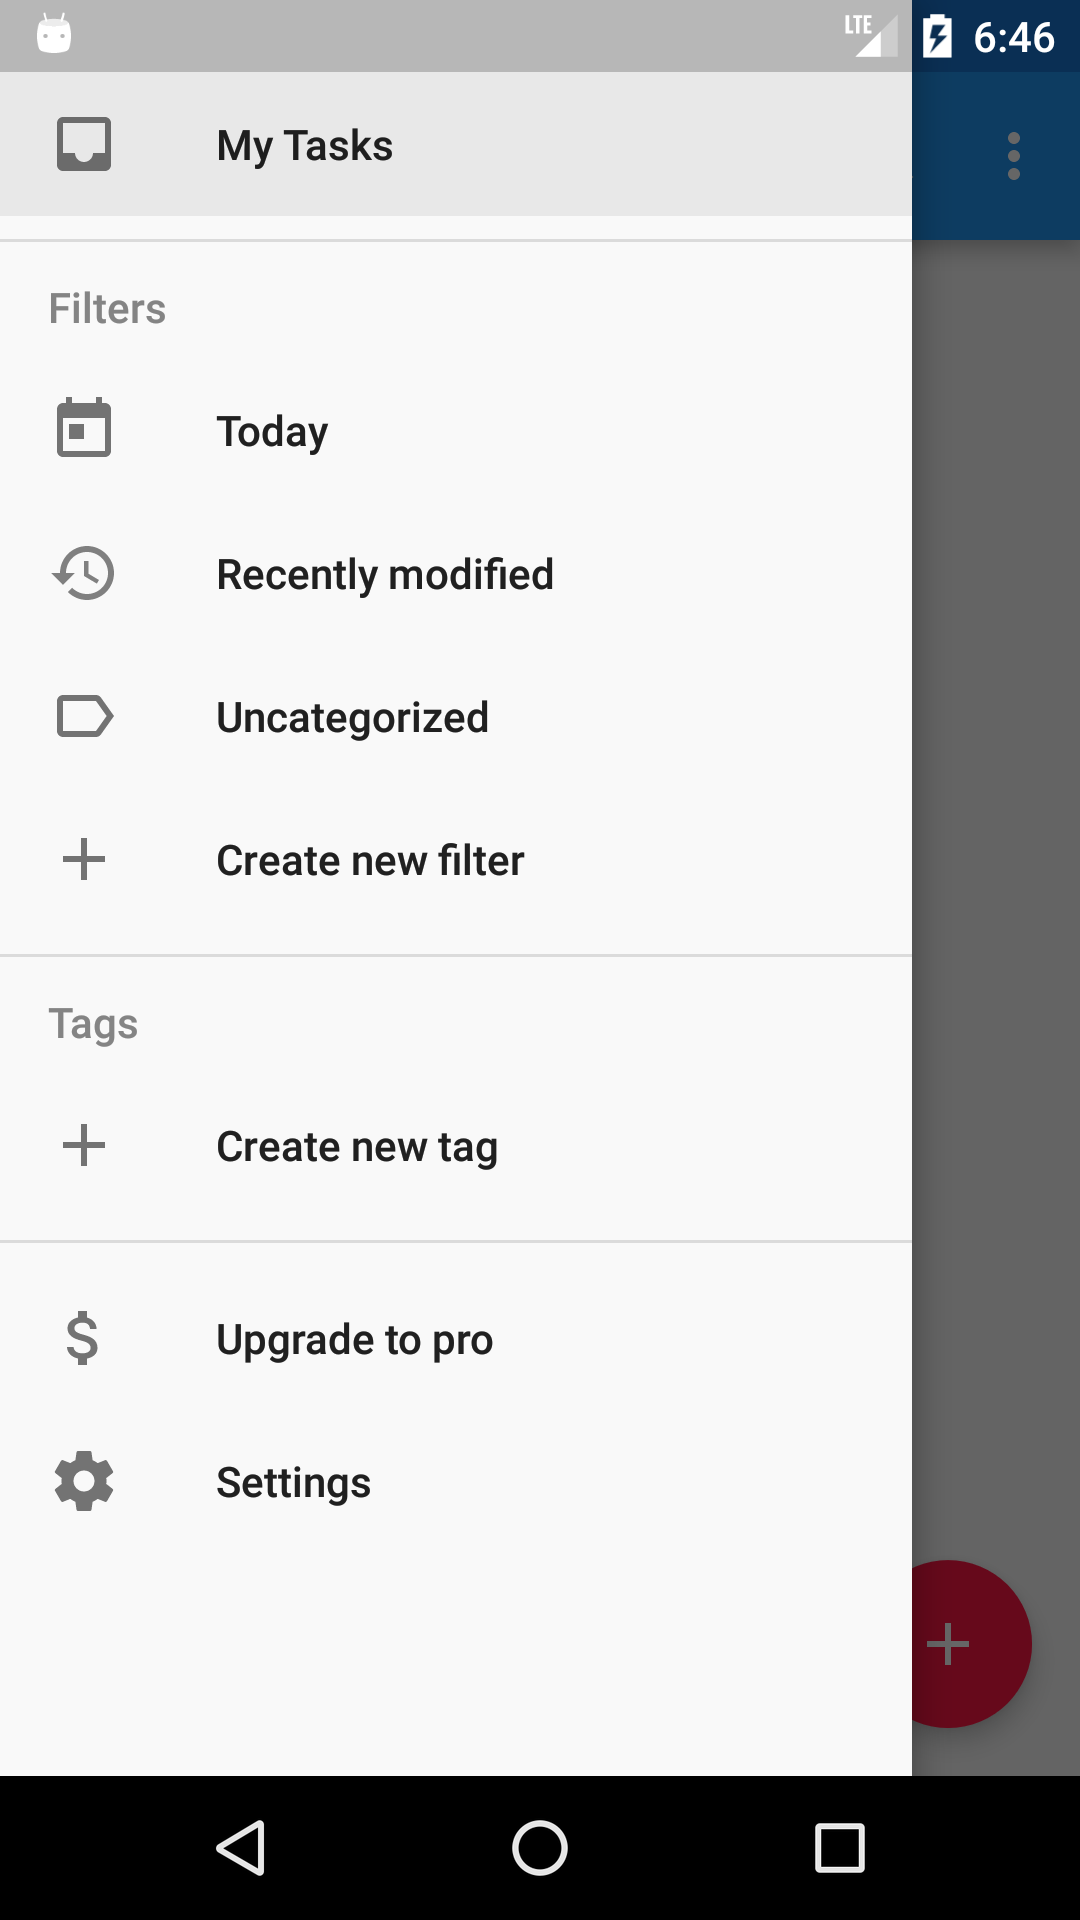 LTE 6:46
My Tasks
Filters
Today
Recently modified
Uncategorized
Create new filter
Tags
Create new tag
Upgrade to pro
Settings